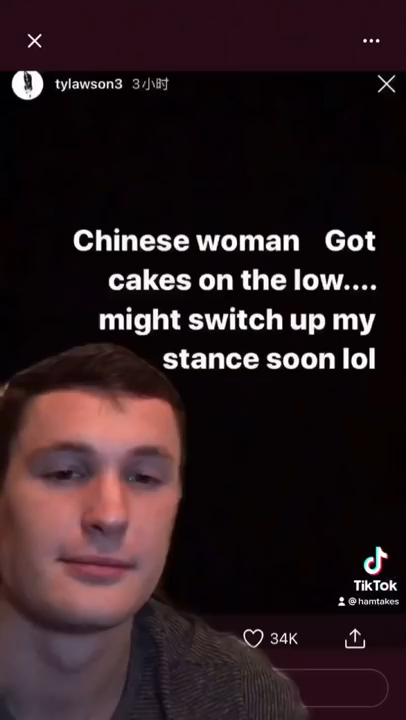 tylawson3 3小时
Chinese woman Got
cakes on the low....
might switch up my
stance soon lol
TikTok
@hamtakes
34K